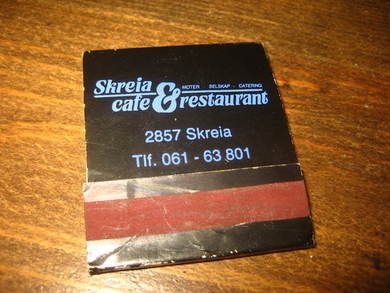 Skreia MØTER SELSKAP - CATERING
cafe & restaurant
2857 Skreia
Tlf. 061 - 63 801